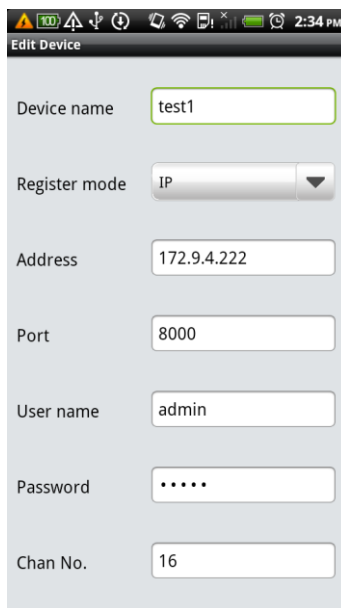 100 2:34 PM
Edit Device
Device name test1
Register mode IP
Address 172.9.4.222
Port 8000
User name admin
Password •••••
Chan No. 16